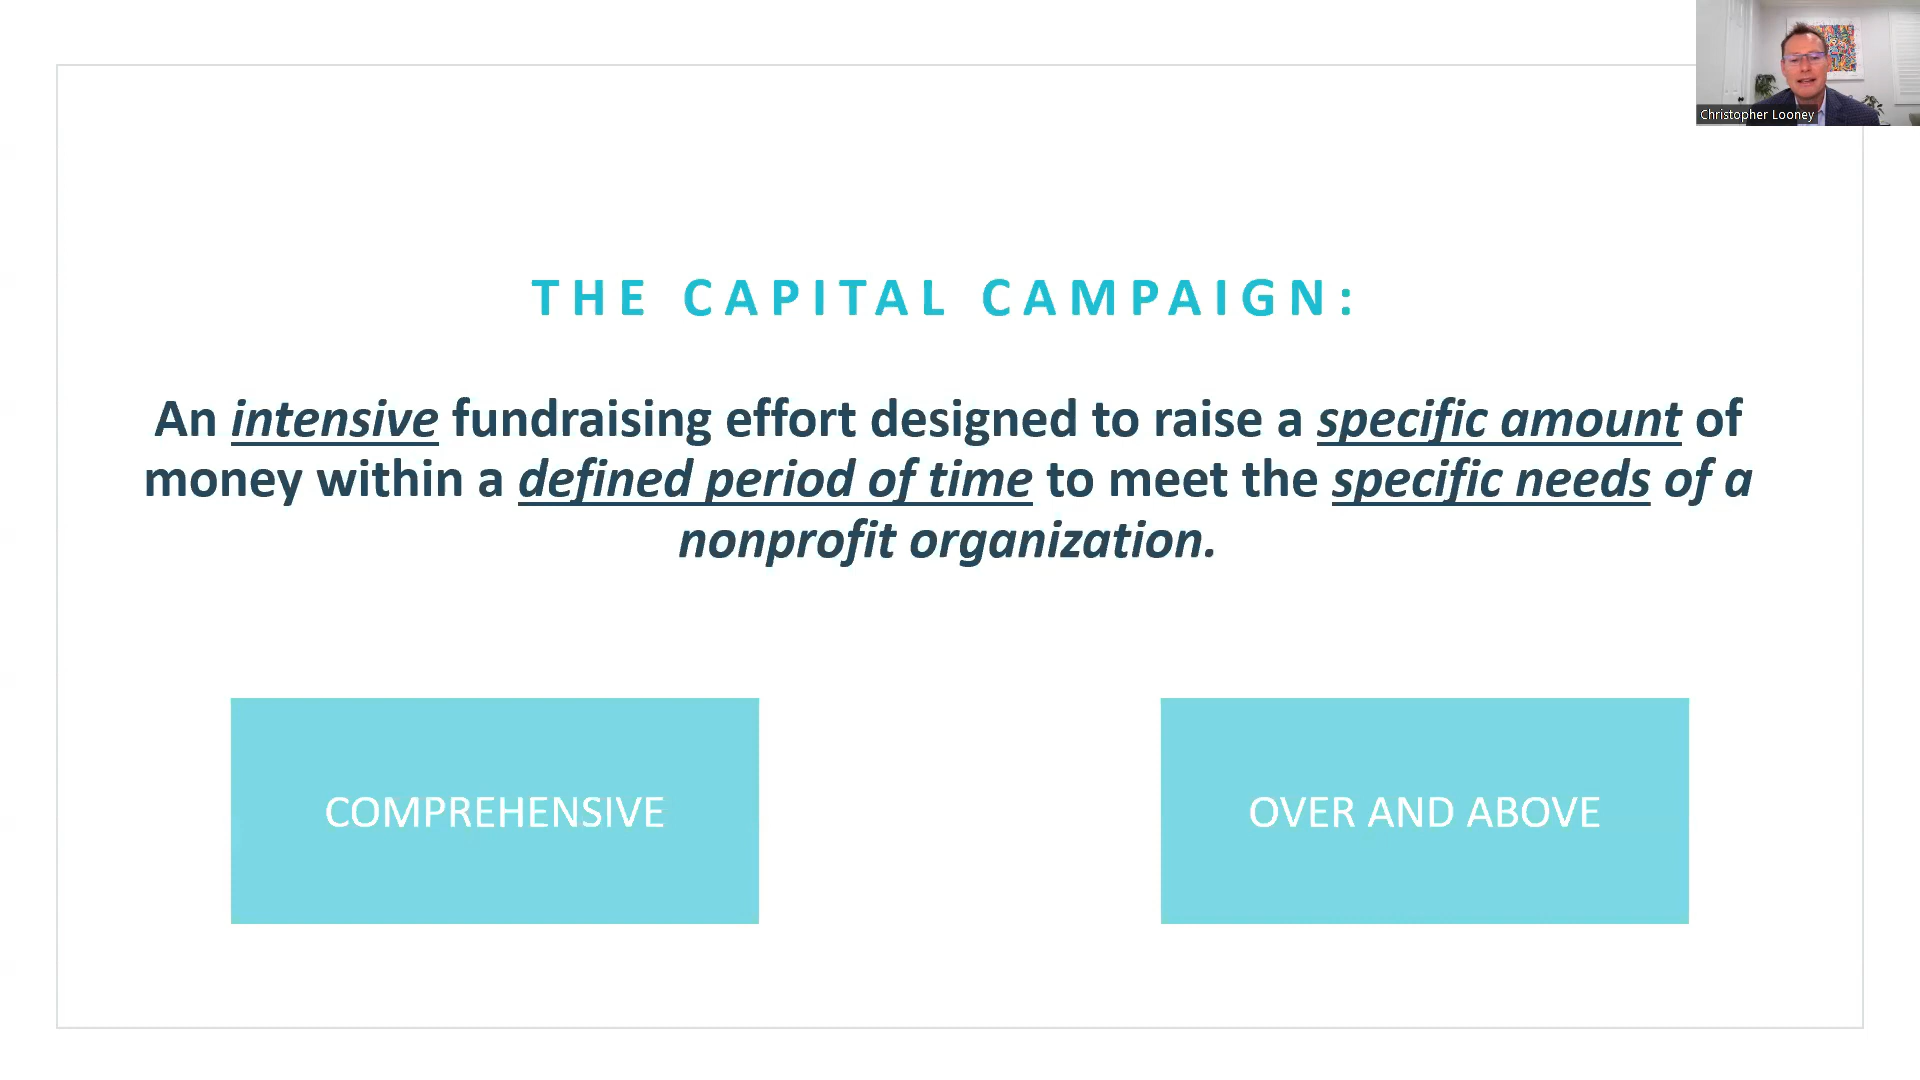 Christopher Looney
THE CAPITAL CAMPAIGN:
An intensive fundraising effort designed to raise a specific amount of
money within a defined period of time to meet the specific needs of a
nonprofit organization.
COMPREHENSIVE
OVER AND ABOVE